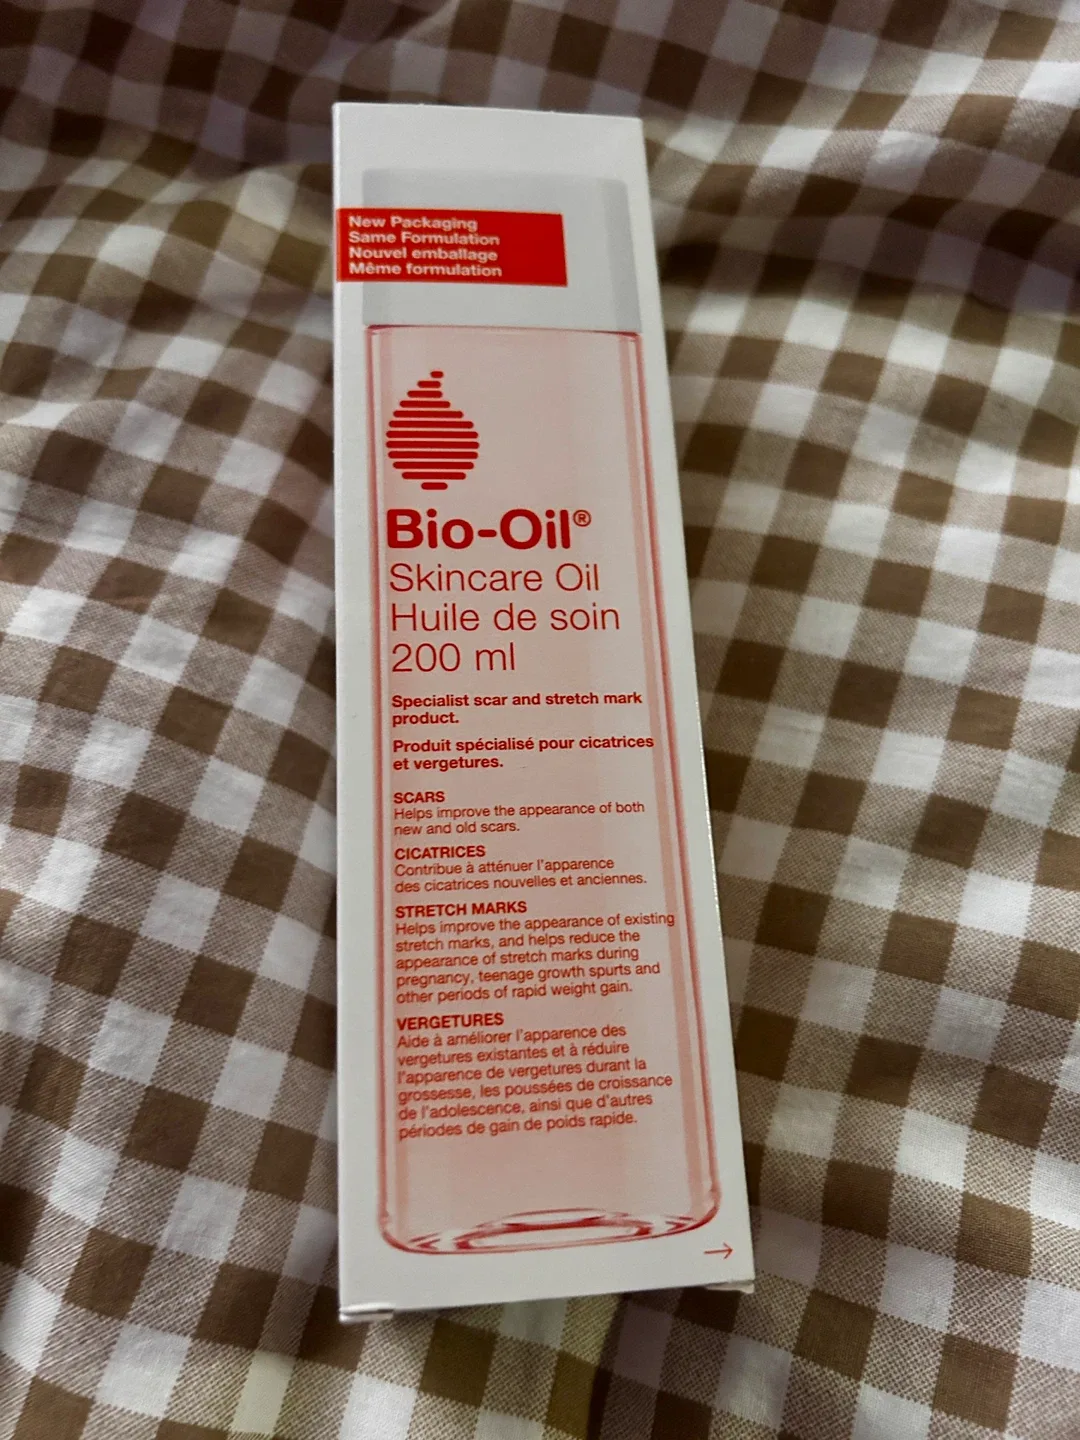 New Packaging
Same Formulation
Nouvel emballage
Même formulation
Bio-Oil®
Skincare Oil
Huile de soin
200 ml
Specialist scar and stretch mark
product.
Produit spécialisé pour cicatrices
et vergetures.
SCARS
Helps improve the appearance of both
new and old scars.
CICATRICES
Contribue à atténuer l'apparence
des cicatrices nouvelles et anciennes.
STRETCH MARKS
Helps improve the appearance of existing
stretch marks, and helps reduce the
appearance of stretch marks during
pregnancy, teenage growth spurts and
other periods of rapid weight gain.
VERGETURES
Aide à améliorer l'apparence des
vergetures existantes et à réduire
l'apparence de vergetures durant la
grossesse, les poussées de croissance
de l'adolescence, ainsi que d'autres
périodes de gain de poids rapide.